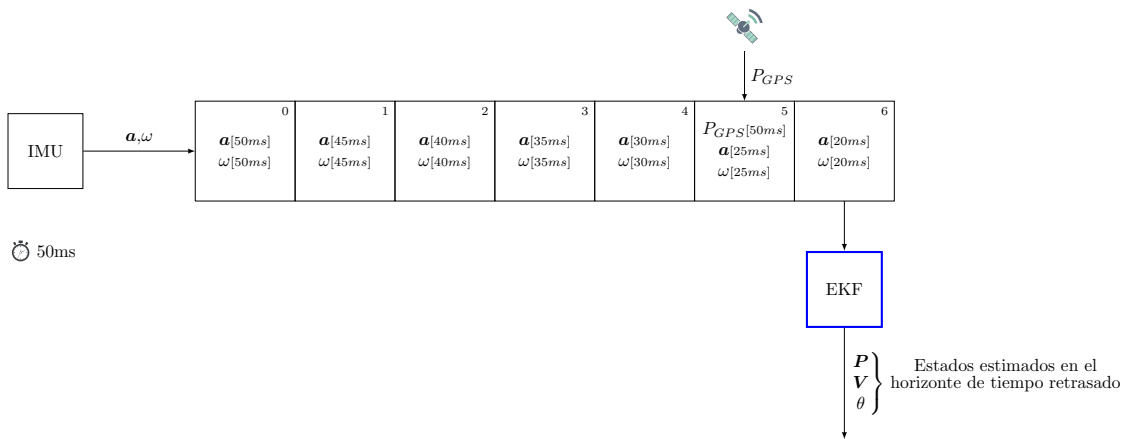 P_GPS
0
1
2
3
4
5
6
IMU
a,ω
a[50ms]
ω[50ms]
a[45ms]
ω[45ms]
a[40ms]
ω[40ms]
a[35ms]
ω[35ms]
a[30ms]
ω[30ms]
P_GPS[50ms]
a[25ms]
ω[25ms]
a[20ms]
ω[20ms]
50ms
EKF
P
V
θ
Estados estimados en el
horizonte de tiempo retrasado